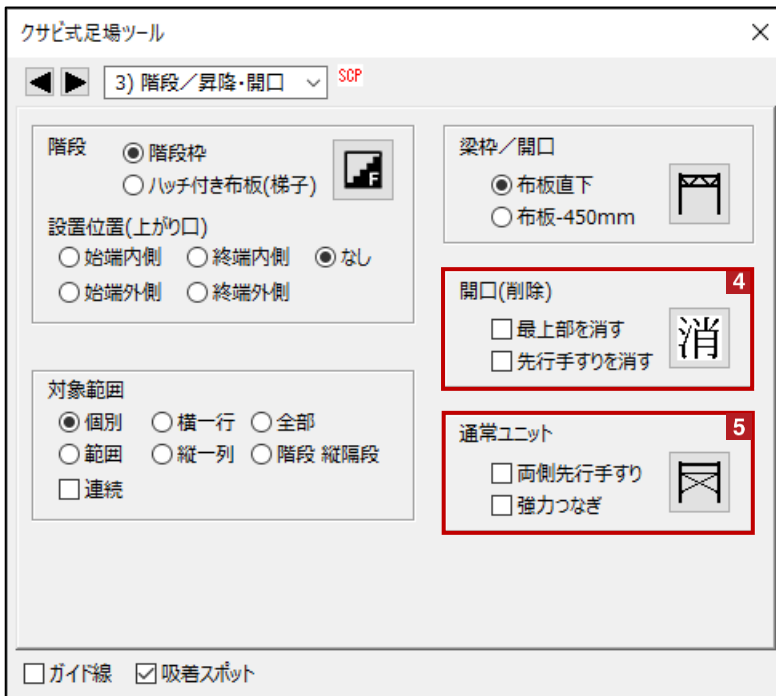 クサビ式足場ツール
3) 階段/昇降・開口
SCP
階段
階段枠
ハッチ付き布板(梯子)
F
設置位置(上がり口)
始端内側 終端内側 なし
始端外側 終端外側
対象範囲
個別 横一行 全部
範囲 縦一列 階段 縦隔段
連続
梁枠/開口
布板直下
布板-450mm
4
開口(削除)
最上部を消す
先行手すりを消す
消
5
通常ユニット
両側先行手すり
強力つなぎ
ガイド線 吸着スポット